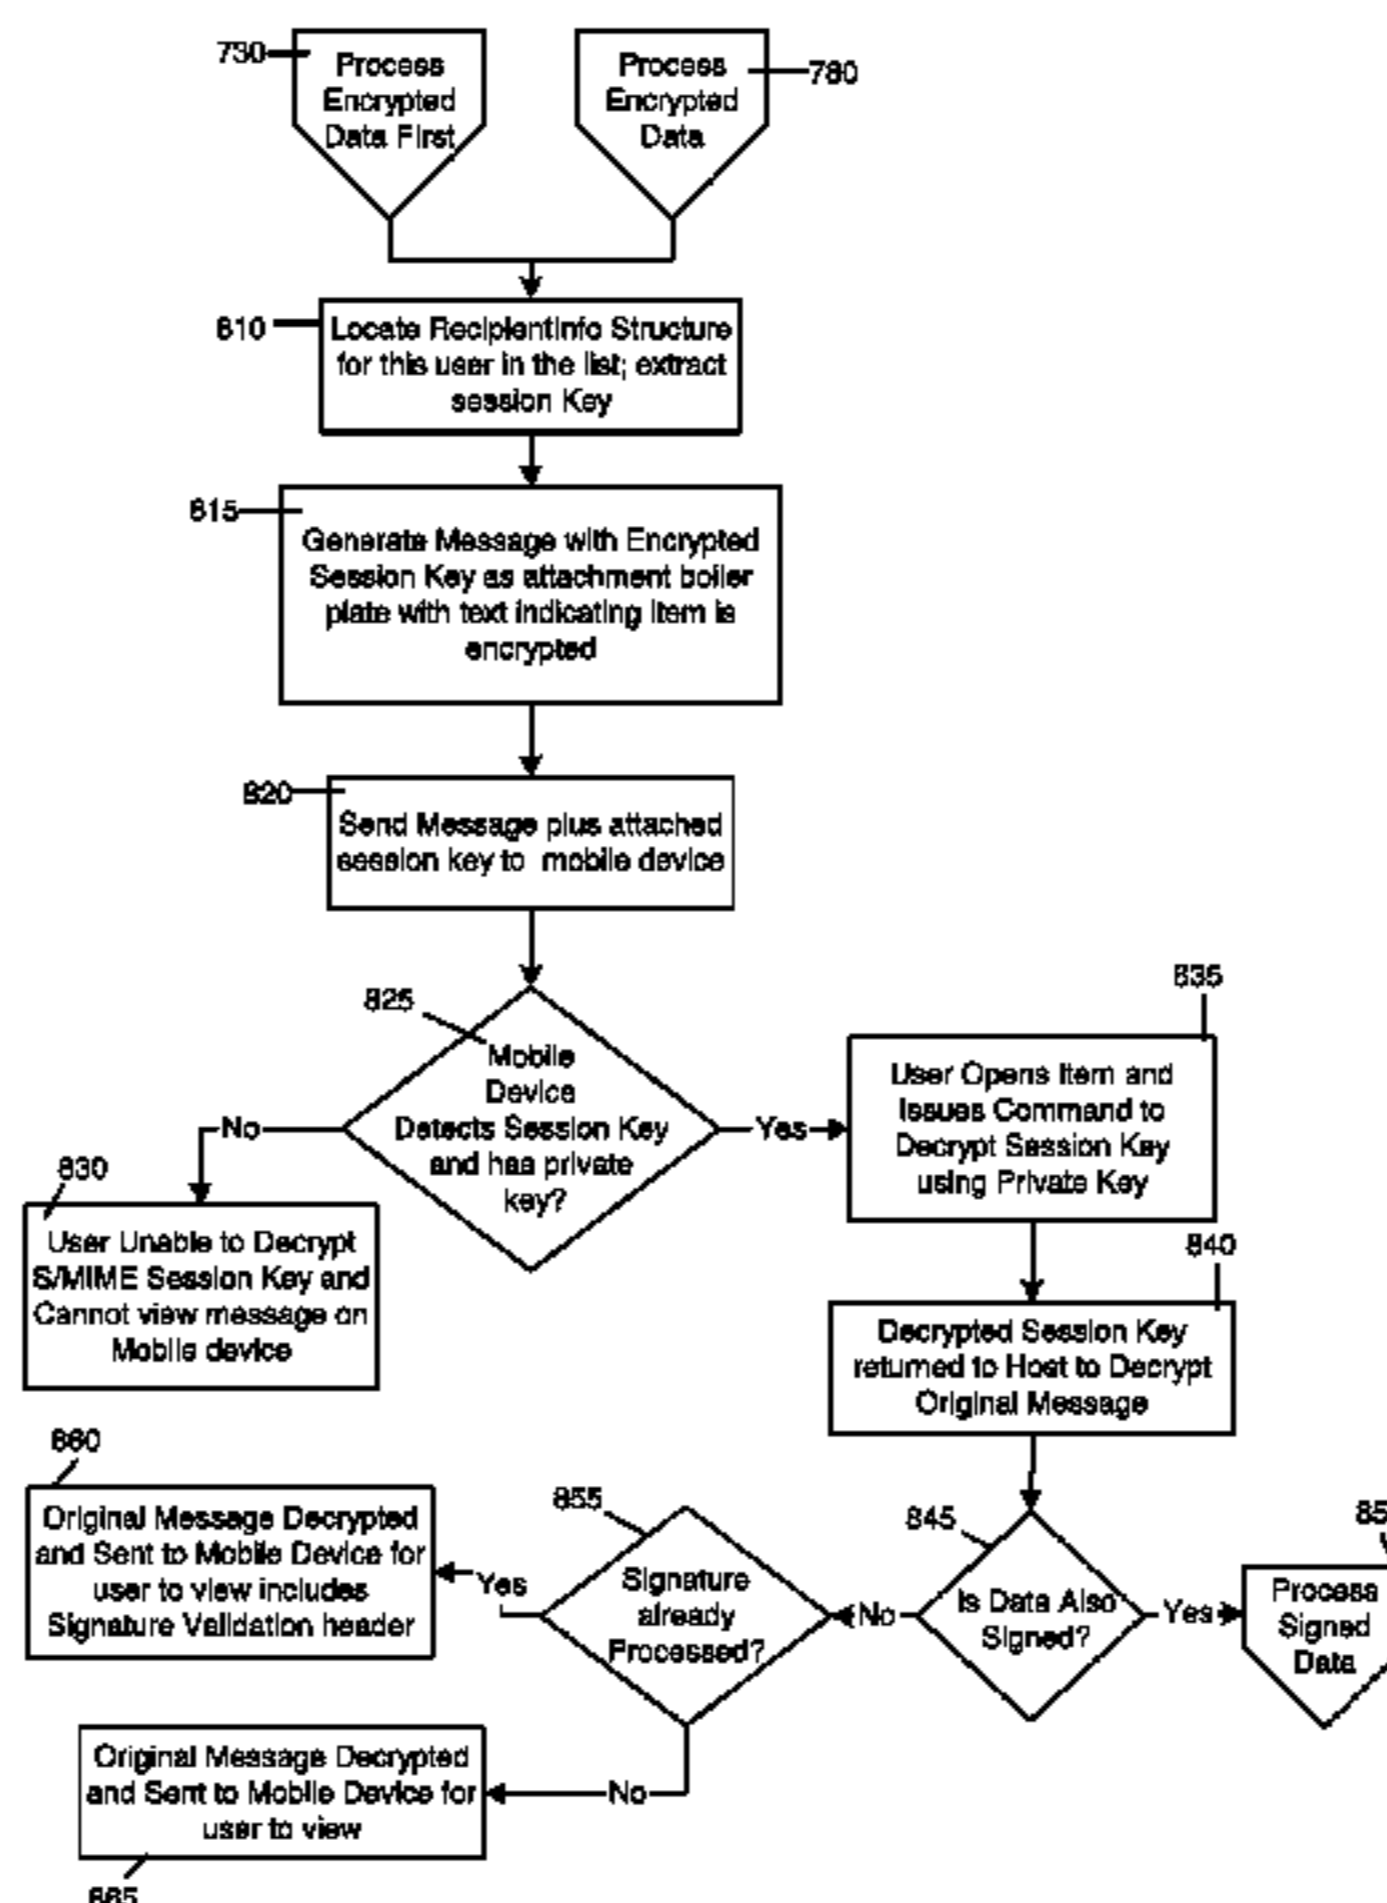 730
Process
Encrypted
Data First
Process
Encrypted
Data
780
810
Locate RecipientInfo Structure
for this user in the list; extract
session Key
815
Generate Message with Encrypted
Session Key as attachment boiler
plate with text indicating item is
encrypted
820
Send Message plus attached
session key to mobile device
825
Mobile
Device
Detects Session Key
and has private
key?
No
Yes
835
User Opens Item and
Issues Command to
Decrypt Session Key
using Private Key
830
User Unable to Decrypt
S/MIME Session Key and
Cannot view message on
Mobile device
840
Decrypted Session Key
returned to Host to Decrypt
Original Message
860
Original Message Decrypted
and Sent to Mobile Device for
user to view includes
Signature Validation header
Yes
855
Signature
already
Processed?
No
845
Is Data Also
Signed?
Yes
Process
Signed
Data
No
Original Message Decrypted
and Sent to Mobile Device for
user to view
865